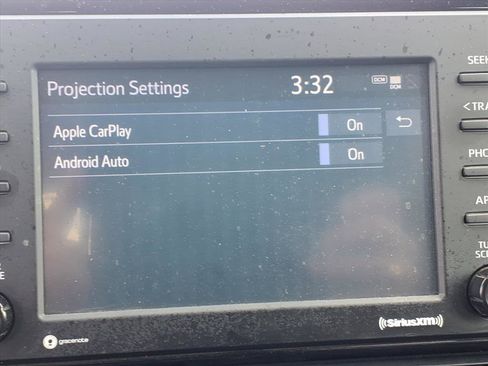 SEEK
Projection Settings 3:32 DCM DCM
< TRA
Apple CarPlay On
Android Auto On
PHO
AP
TU
SC
E
gracenote
SiriusXM